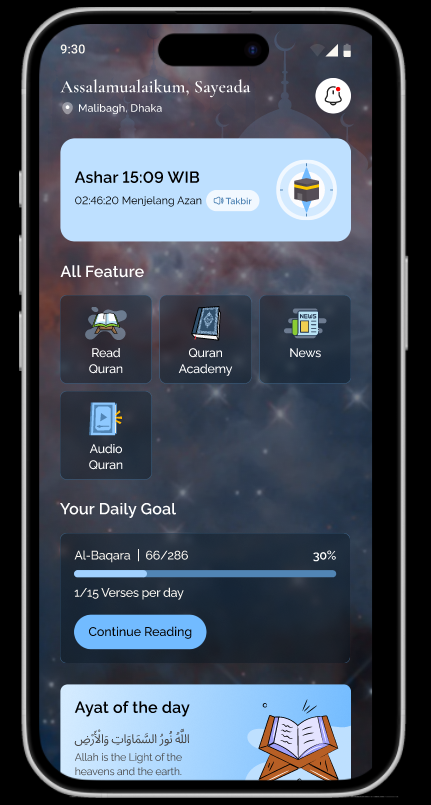 9:30
Assalamualaikum, Sayeada
Malibagh, Dhaka
Ashar 15:09 WIB
02:46:20 Menjelang Azan
Takbir
All Feature
Read
Quran
Quran
Academy
NEWS
News
Audio
Quran
Your Daily Goal
Al-Baqara | 66/286
30%
1/15 Verses per day
Continue Reading
Ayat of the day
اللَّهُ نُورُ السَّمَاوَاتِ وَالْأَرْضِ
Allah is the Light of the
heavens and the earth.